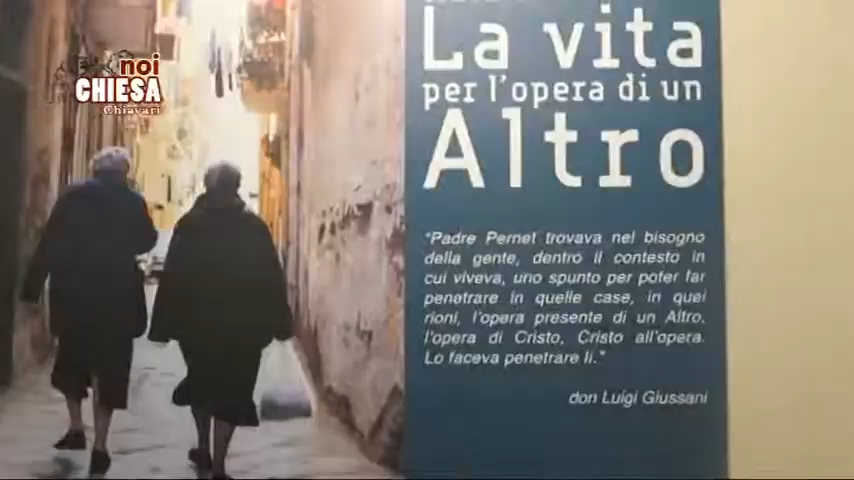 noi
CHIESA
Chiavari
La vita
per l'opera di un
Altro
"Padre Pernet trovava nel bisogno
della gente, dentro il contesto in
cui viveva, uno spunto per poter far
penetrare in quelle case, in quei
rioni, l'opera presente di un Altro,
l'opera di Cristo, Cristo all'opera.
Lo faceva penetrare lì."
don Luigi Giussani